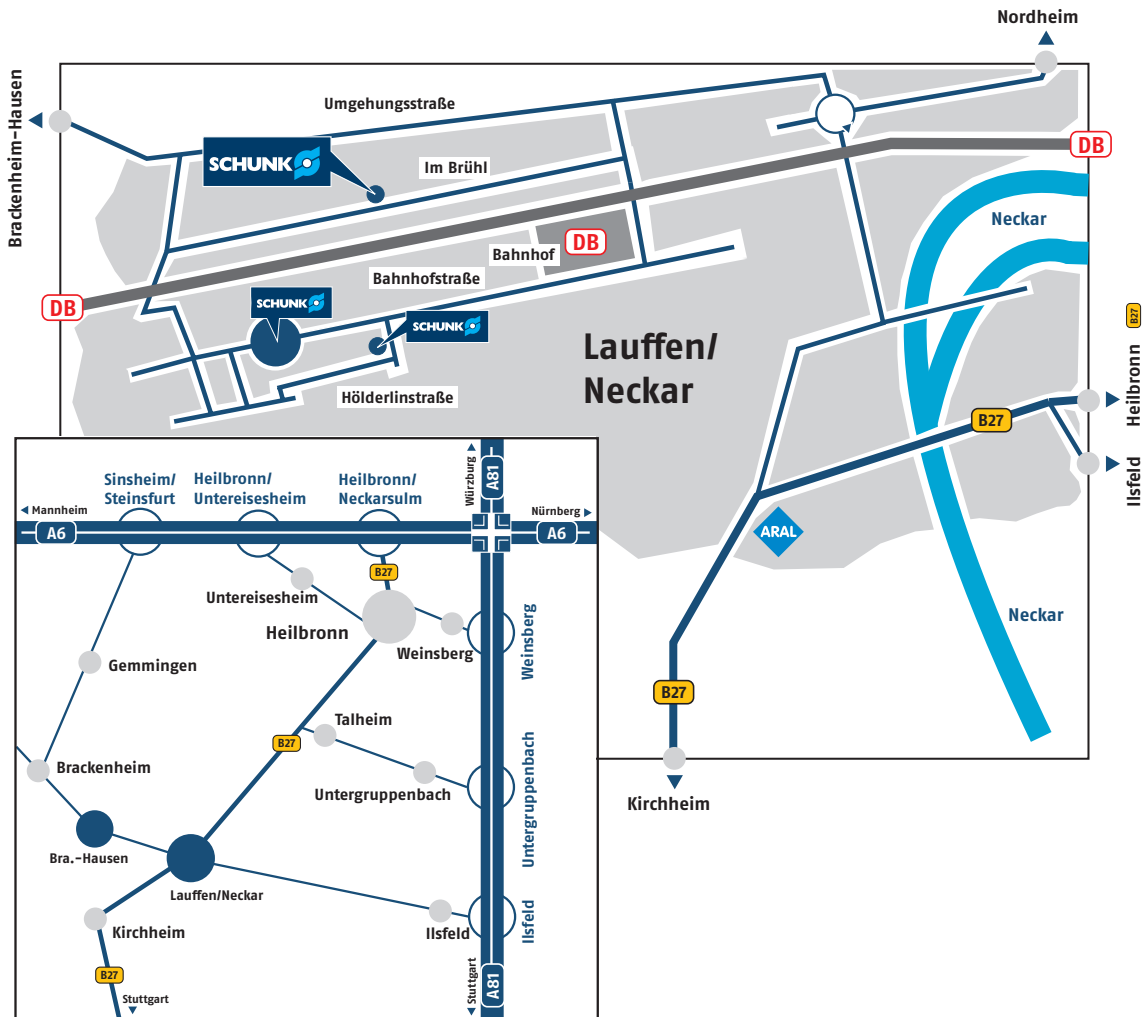 Nordheim
Brackenheim-Hausen
Umgehungsstraße
SCHUNK
Im Brühl
DB
Neckar
DB
Bahnhof
Bahnhofstraße
DB
SCHUNK
SCHUNK
B27
Heilbronn
Lauffen/
Neckar
Hölderlinstraße
B27
Ilsfeld
ARAL
Neckar
B27
Kirchheim
Sinsheim/
Steinsfurt
Heilbronn/
Untereisesheim
Heilbronn/
Neckarsulm
Würzburg
A81
Mannheim
Nürnberg
A6
A6
B27
Untereisesheim
Heilbronn
Weinsberg
Weinsberg
Gemmingen
Talheim
B27
Brackenheim
Untergruppenbach
Untergruppenbach
Bra.-Hausen
Lauffen/Neckar
Kirchheim
Ilsfeld
Ilsfeld
B27
Stuttgart
Stuttgart
A81